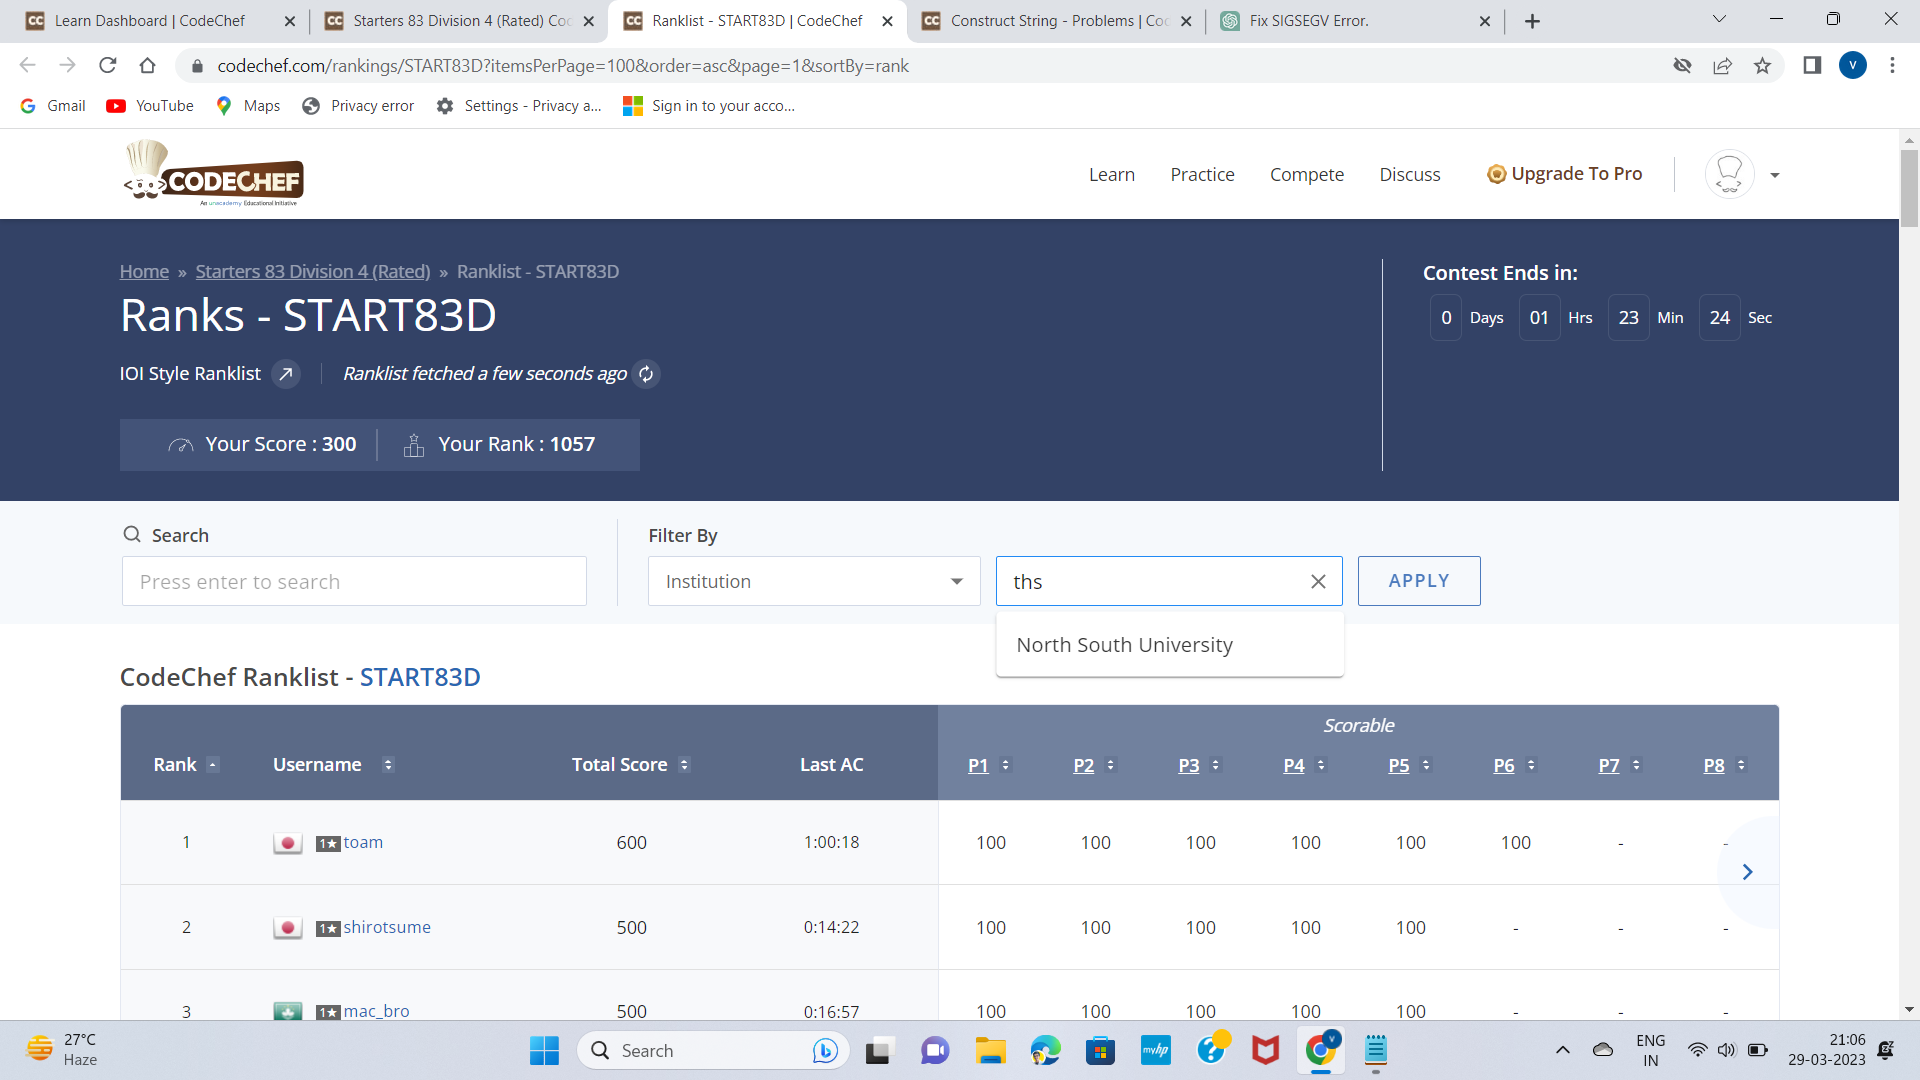 Learn Dashboard | CodeChef
Starters 83 Division 4 (Rated) Co
Ranklist - START83D | CodeChef
Construct String - Problems | Co
Fix SIGSEGV Error.
codechef.com/rankings/START83D?itemsPerPage=100&order=asc&page=1&sortBy=rank
V
Gmail
YouTube
Maps
Privacy error
Settings - Privacy a...
Sign in to your acco...
CODECHEF
An unacademy Educational Initiative
Learn
Practice
Compete
Discuss
Upgrade To Pro
Home » Starters 83 Division 4 (Rated) » Ranklist - START83D
Ranks - START83D
Contest Ends in:
0 Days 01 Hrs 23 Min 24 Sec
IOI Style Ranklist
Ranklist fetched a few seconds ago
Your Score : 300
Your Rank : 1057
Search
Press enter to search
Filter By
Institution
ths
APPLY
North South University
CodeChef Ranklist - START83D
Scorable
Rank Username Total Score Last AC P1 P2 P3 P4 P5 P6 P7 P8
1 1★ toam 600 1:00:18 100 100 100 100 100 100 - -
2 1★ shirotsume 500 0:14:22 100 100 100 100 100 - - -
3 1★ mac_bro 500 0:16:57 100 100 100 100 100 - - -
27°C
Haze
Search
myhp
ENG
IN
21:06
29-03-2023